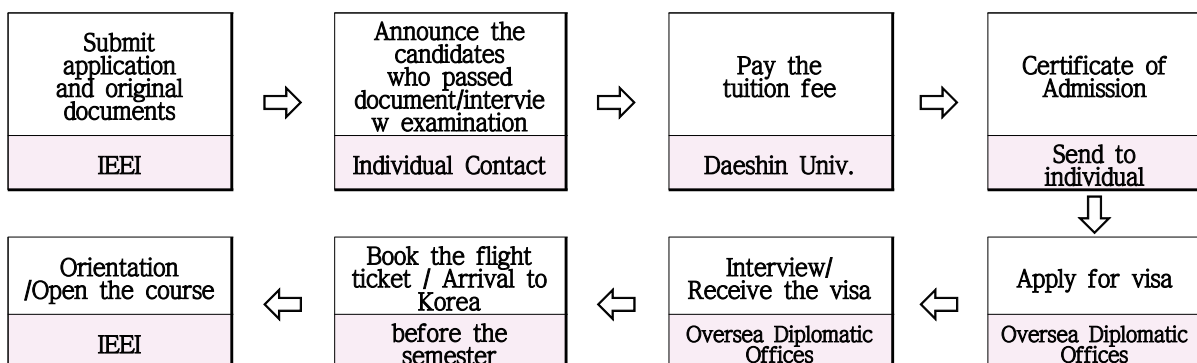 Submit
application
and original
documents
IEEI
Announce the
candidates
who passed
document/intervie
w examination
Individual Contact
Pay the
tuition fee
Daeshin Univ.
Certificate of
Admission
Send to
individual
Apply for visa
Oversea Diplomatic
Offices
Interview/
Receive the visa
Oversea Diplomatic
Offices
Book the flight
ticket / Arrival to
Korea
before the
semester
Orientation
/Open the course
IEEI